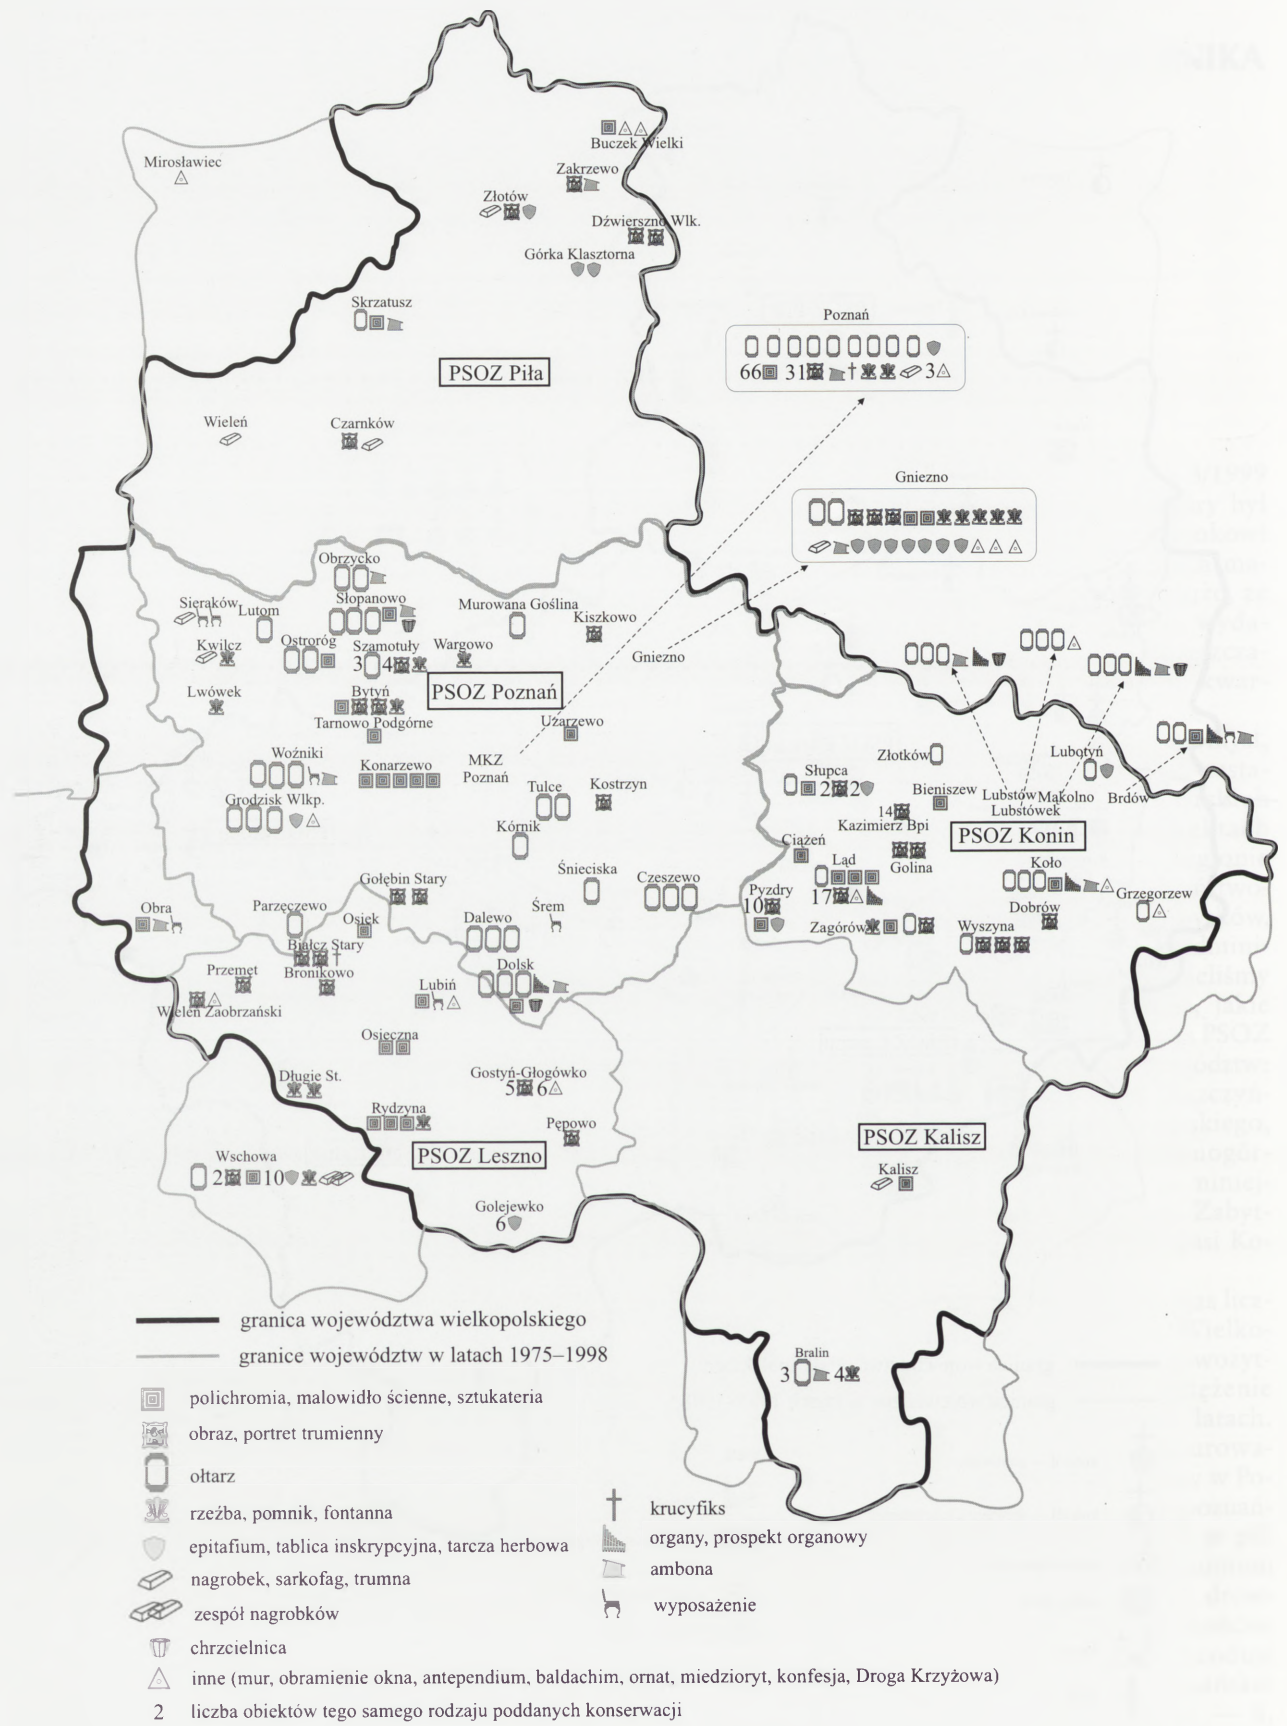 Mirosławiec
Buczek Wielki
Zakrzewo
Złotów
Dźwierszno Wlk.
Górka Klasztorna
Skrzatusz
Poznań
66 31 3
PSOZ Piła
Wieleń
Czarnków
Gniezno
Obrzycko
Sieraków
Lutom
Słopanowo
Murowana Goślina
Kiszkowo
Kwilcz
Ostroróg
Szamotuły
3 4
Wargowo
Gniezno
Lwówek
Bytyń
PSOZ Poznań
Tarnowo Podgórne
Uzarzewo
Woźniki
Konarzewo
MKZ
Poznań
Grodzisk Wlkp.
Tulce
Kostrzyn
Kórnik
Złotków
Lubotyń
Słupca
2 2
Bieniszew
Lubstów
Mąkolno
Brdów
Lubstówek
14
Kazimierz Bpi
PSOZ Konin
Ciążeń
Golina
Ląd
17
Koło
Grzegorzew
Pyzdry
10
Dobrów
Zagórów
Wyszyna
Śnieciska
Czeszewo
Gołębin Stary
Obra
Parzęczewo
Osiek
Dalewo
Śrem
Białcz Stary
Przemęt
Bronikowo
Dolsk
Lubiń
Wieleń Zaobrzański
Osieczna
Długie St.
Gostyń-Głogówko
5 6
Rydzyna
Pępowo
PSOZ Leszno
PSOZ Kalisz
Kalisz
Wschowa
2 10
Golejewko
6
Bralin
3 4
granica województwa wielkopolskiego
granice województw w latach 1975–1998
polichromia, malowidło ścienne, sztukateria
obraz, portret trumienny
ołtarz
rzeźba, pomnik, fontanna
epitafium, tablica inskrypcyjna, tarcza herbowa
nagrobek, sarkofag, trumna
zespół nagrobków
chrzcielnica
inne (mur, obramienie okna, antependium, baldachim, ornat, miedzioryt, konfesja, Droga Krzyżowa)
2 liczba obiektów tego samego rodzaju poddanych konserwacji
krucyfiks
organy, prospekt organowy
ambona
wyposażenie